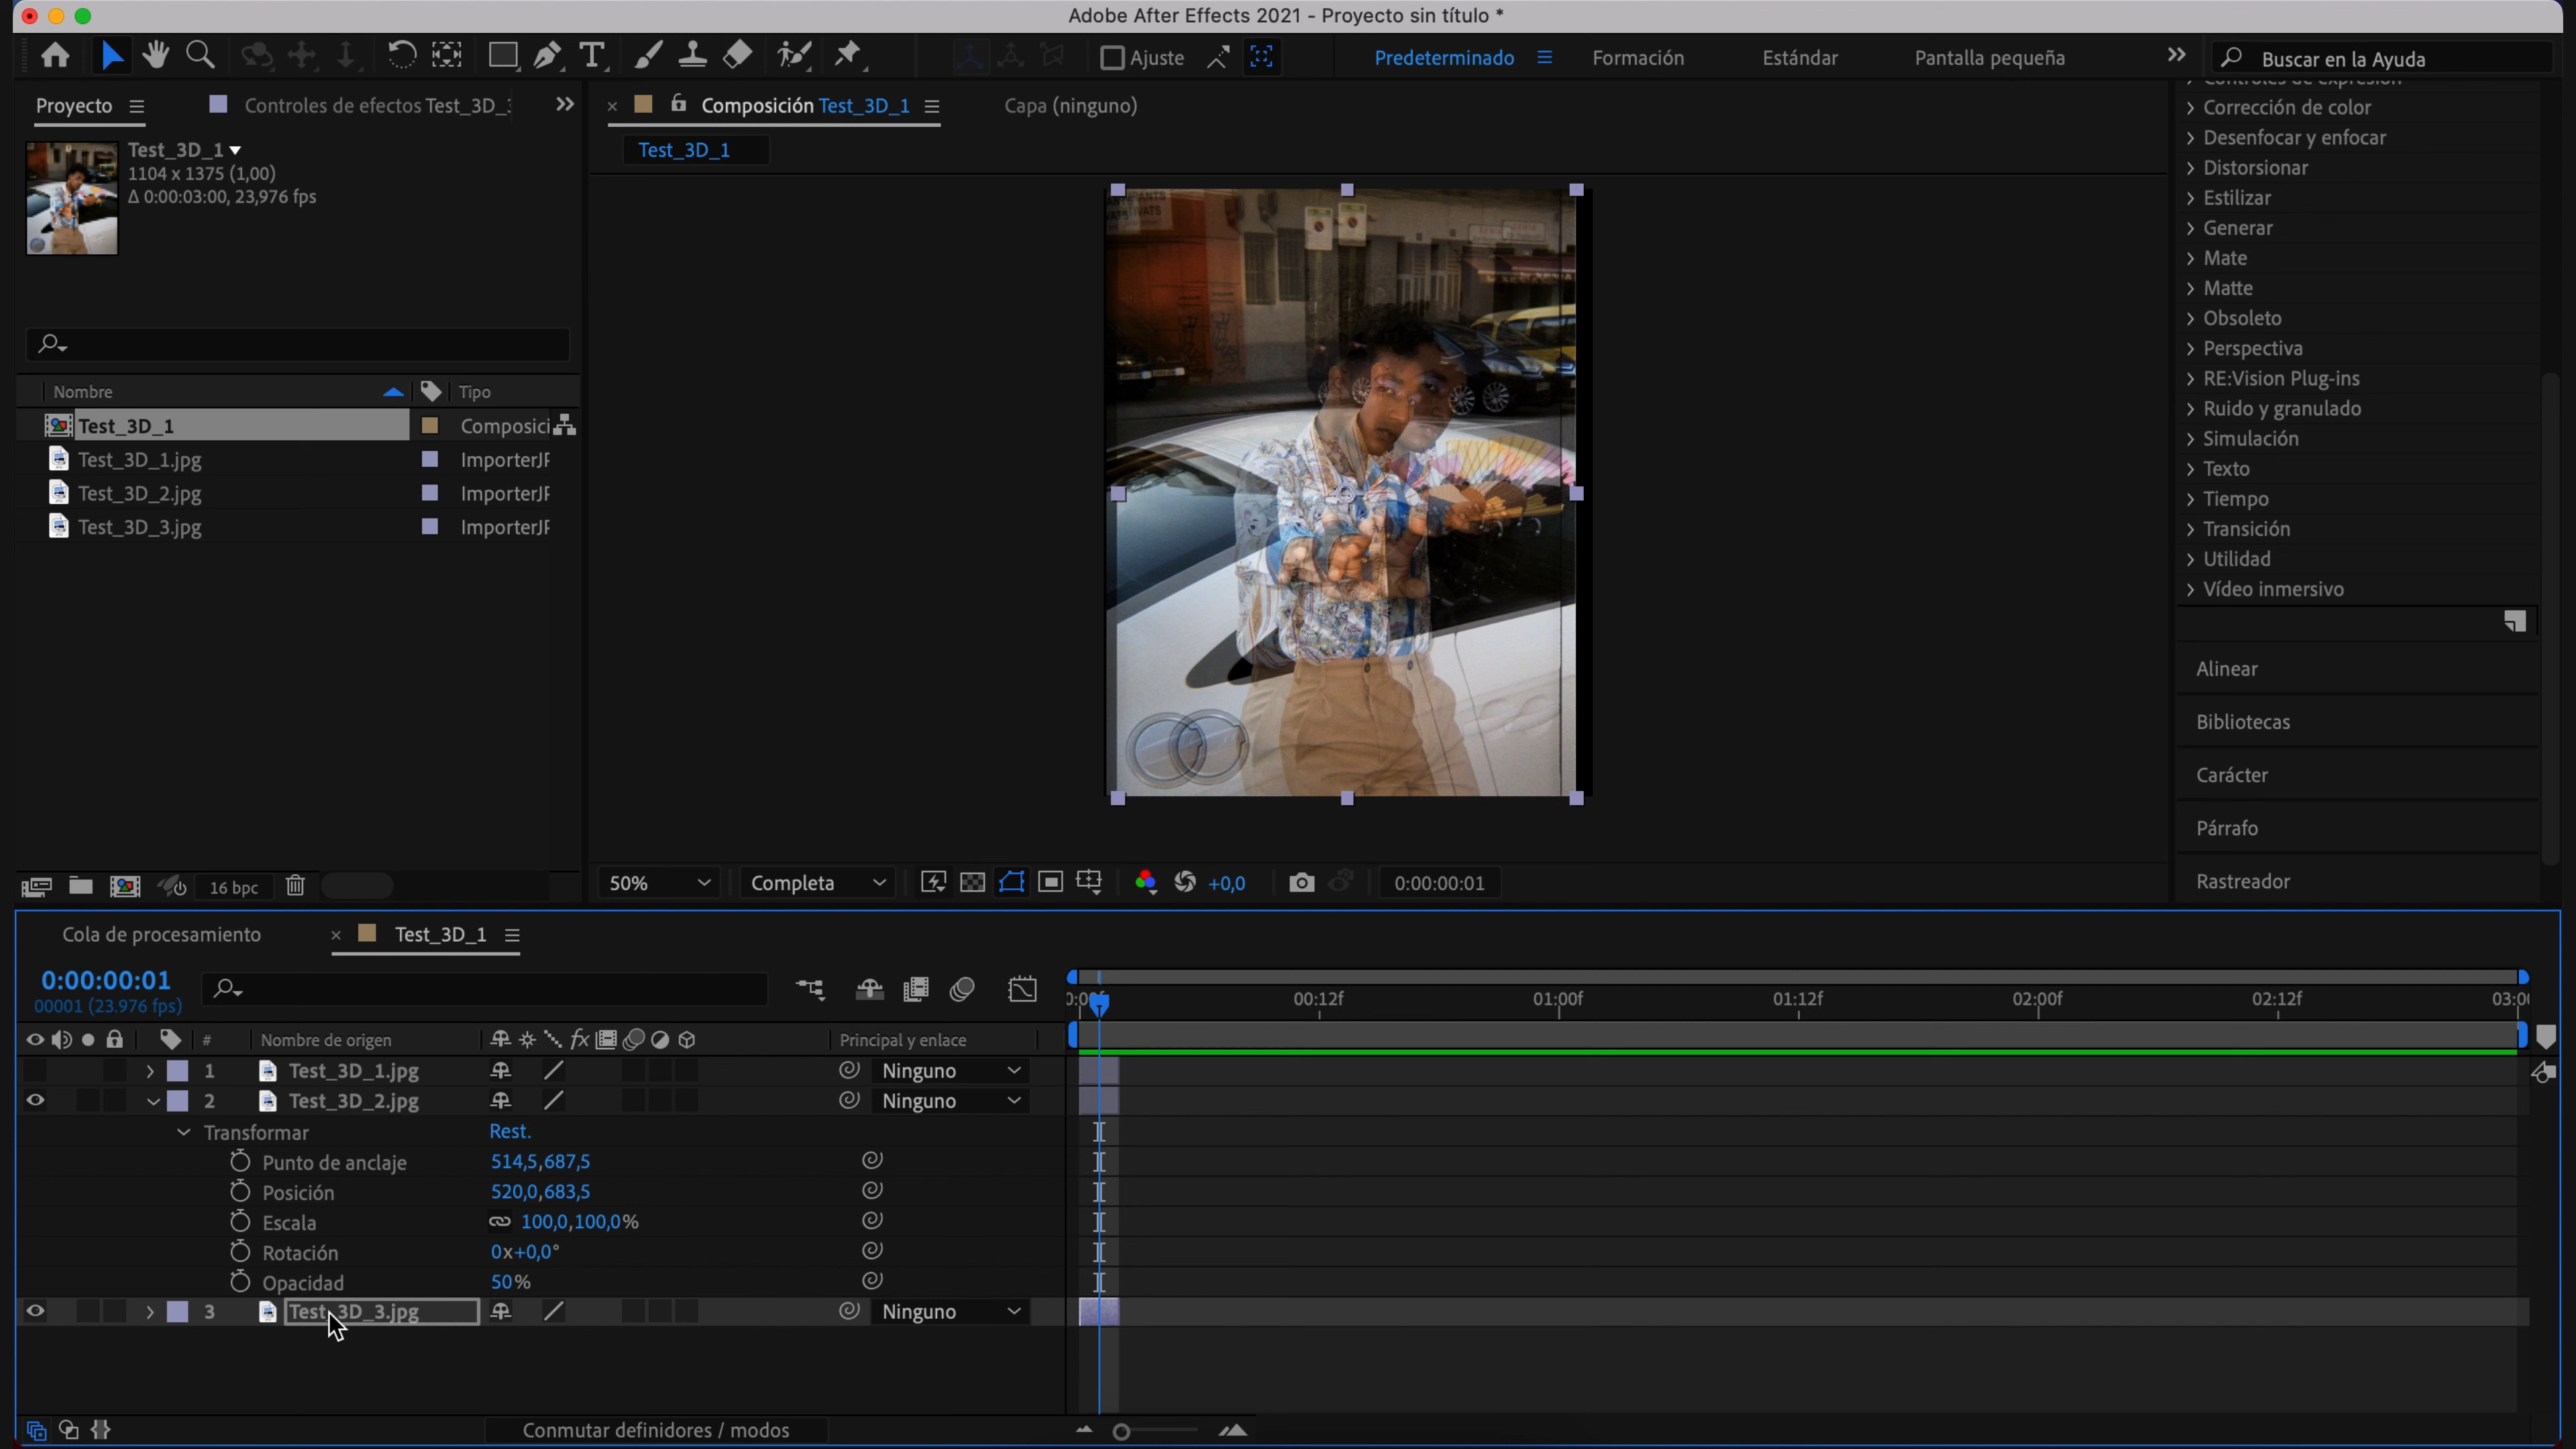 Adobe After Effects 2021 - Proyecto sin título *
Ajuste
Predeterminado
Formación
Estándar
Pantalla pequeña
Buscar en la Ayuda
Proyecto
Controles de efectos Test_3D_
Composición Test_3D_1
Capa (ninguno)
Test_3D_1
1104 x 1375 (1,00)
Δ 0:00:03:00, 23,976 fps
Test_3D_1
Nombre
Tipo
Test_3D_1
Composici
Test_3D_1.jpg
ImporterJP
Test_3D_2.jpg
ImporterJP
Test_3D_3.jpg
ImporterJP
Controles de expresión
Corrección de color
Desenfocar y enfocar
Distorsionar
Estilizar
Generar
Mate
Matte
Obsoleto
Perspectiva
RE:Vision Plug-ins
Ruido y granulado
Simulación
Texto
Tiempo
Transición
Utilidad
Vídeo inmersivo
Alinear
Bibliotecas
Carácter
Párrafo
Rastreador
16 bpc
50%
Completa
+0,0
0:00:00:01
Cola de procesamiento
Test_3D_1
0:00:00:01
00001 (23.976 fps)
00:12f
01:00f
01:12f
02:00f
02:12f
#
Nombre de origen
fx
Principal y enlace
1
Test_3D_1.jpg
Ninguno
2
Test_3D_2.jpg
Ninguno
Transformar
Rest.
Punto de anclaje
514,5,687,5
Posición
520,0,683,5
Escala
100,0,100,0%
Rotación
0x+0,0°
Opacidad
50%
3
Test_3D_3.jpg
Ninguno
Conmutar definidores / modos